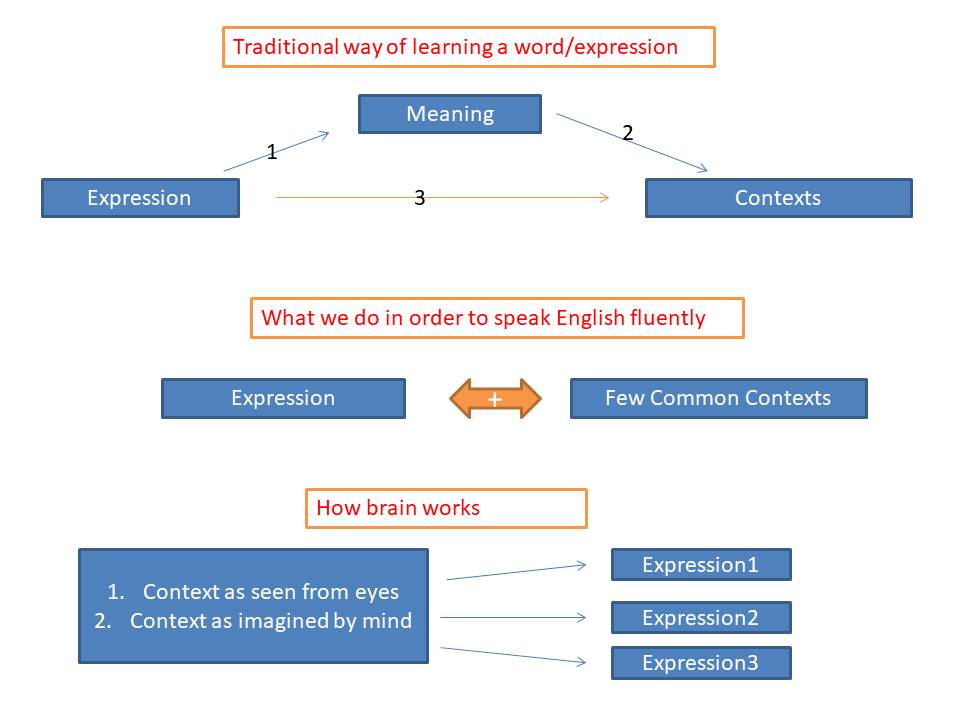 Traditional way of learning a word/expression
Meaning
1
2
Expression
3
Contexts
What we do in order to speak English fluently
Expression
+
Few Common Contexts
How brain works
1. Context as seen from eyes
2. Context as imagined by mind
Expression1
Expression2
Expression3